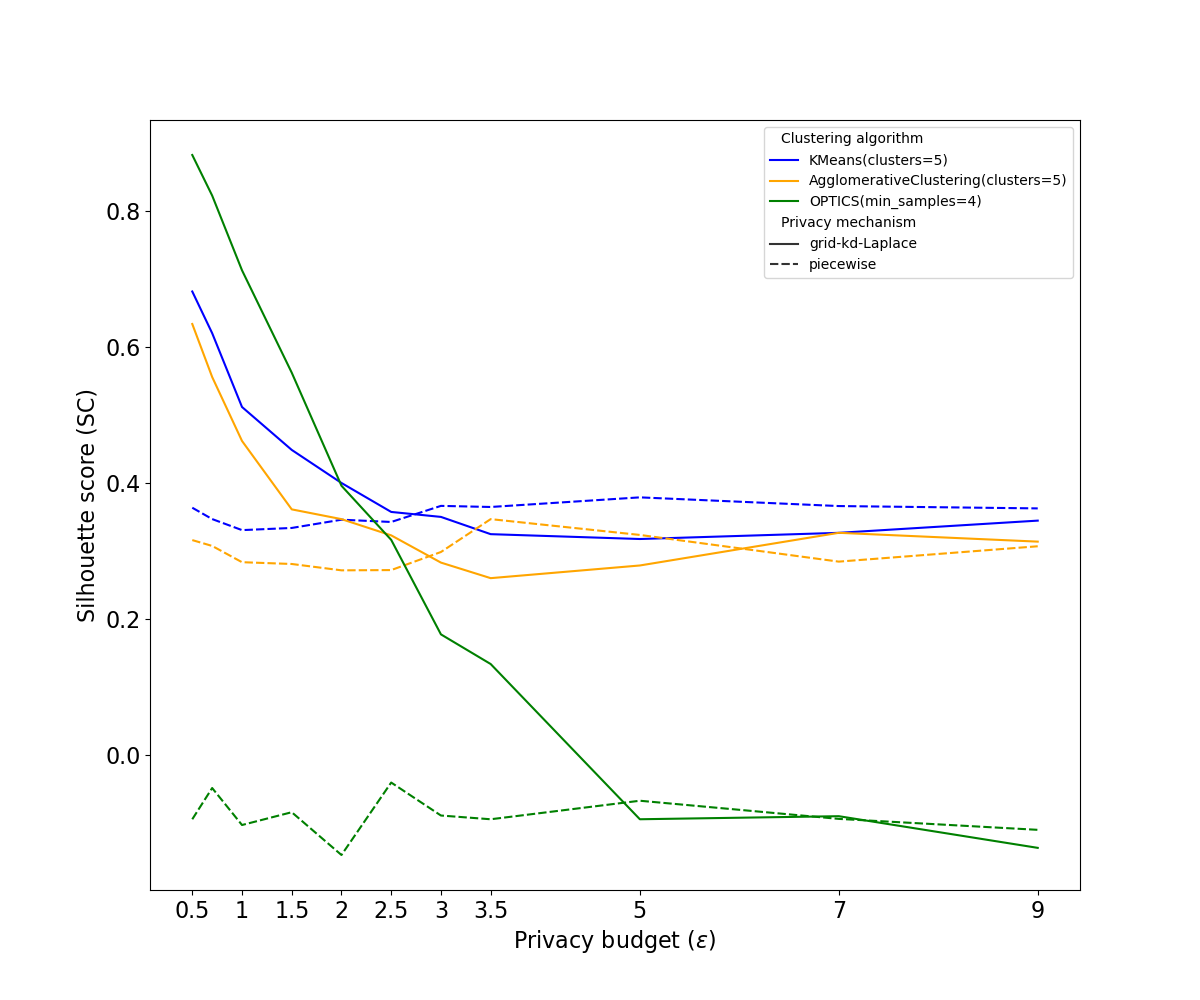 Clustering algorithm
KMeans(clusters=5)
AgglomerativeClustering(clusters=5)
OPTICS(min_samples=4)
Privacy mechanism
grid-kd-Laplace
piecewise
Silhouette score (SC)
0.8
0.6
0.4
0.2
0.0
0.5 1 1.5 2 2.5 3 3.5 5 7 9
Privacy budget (ε)